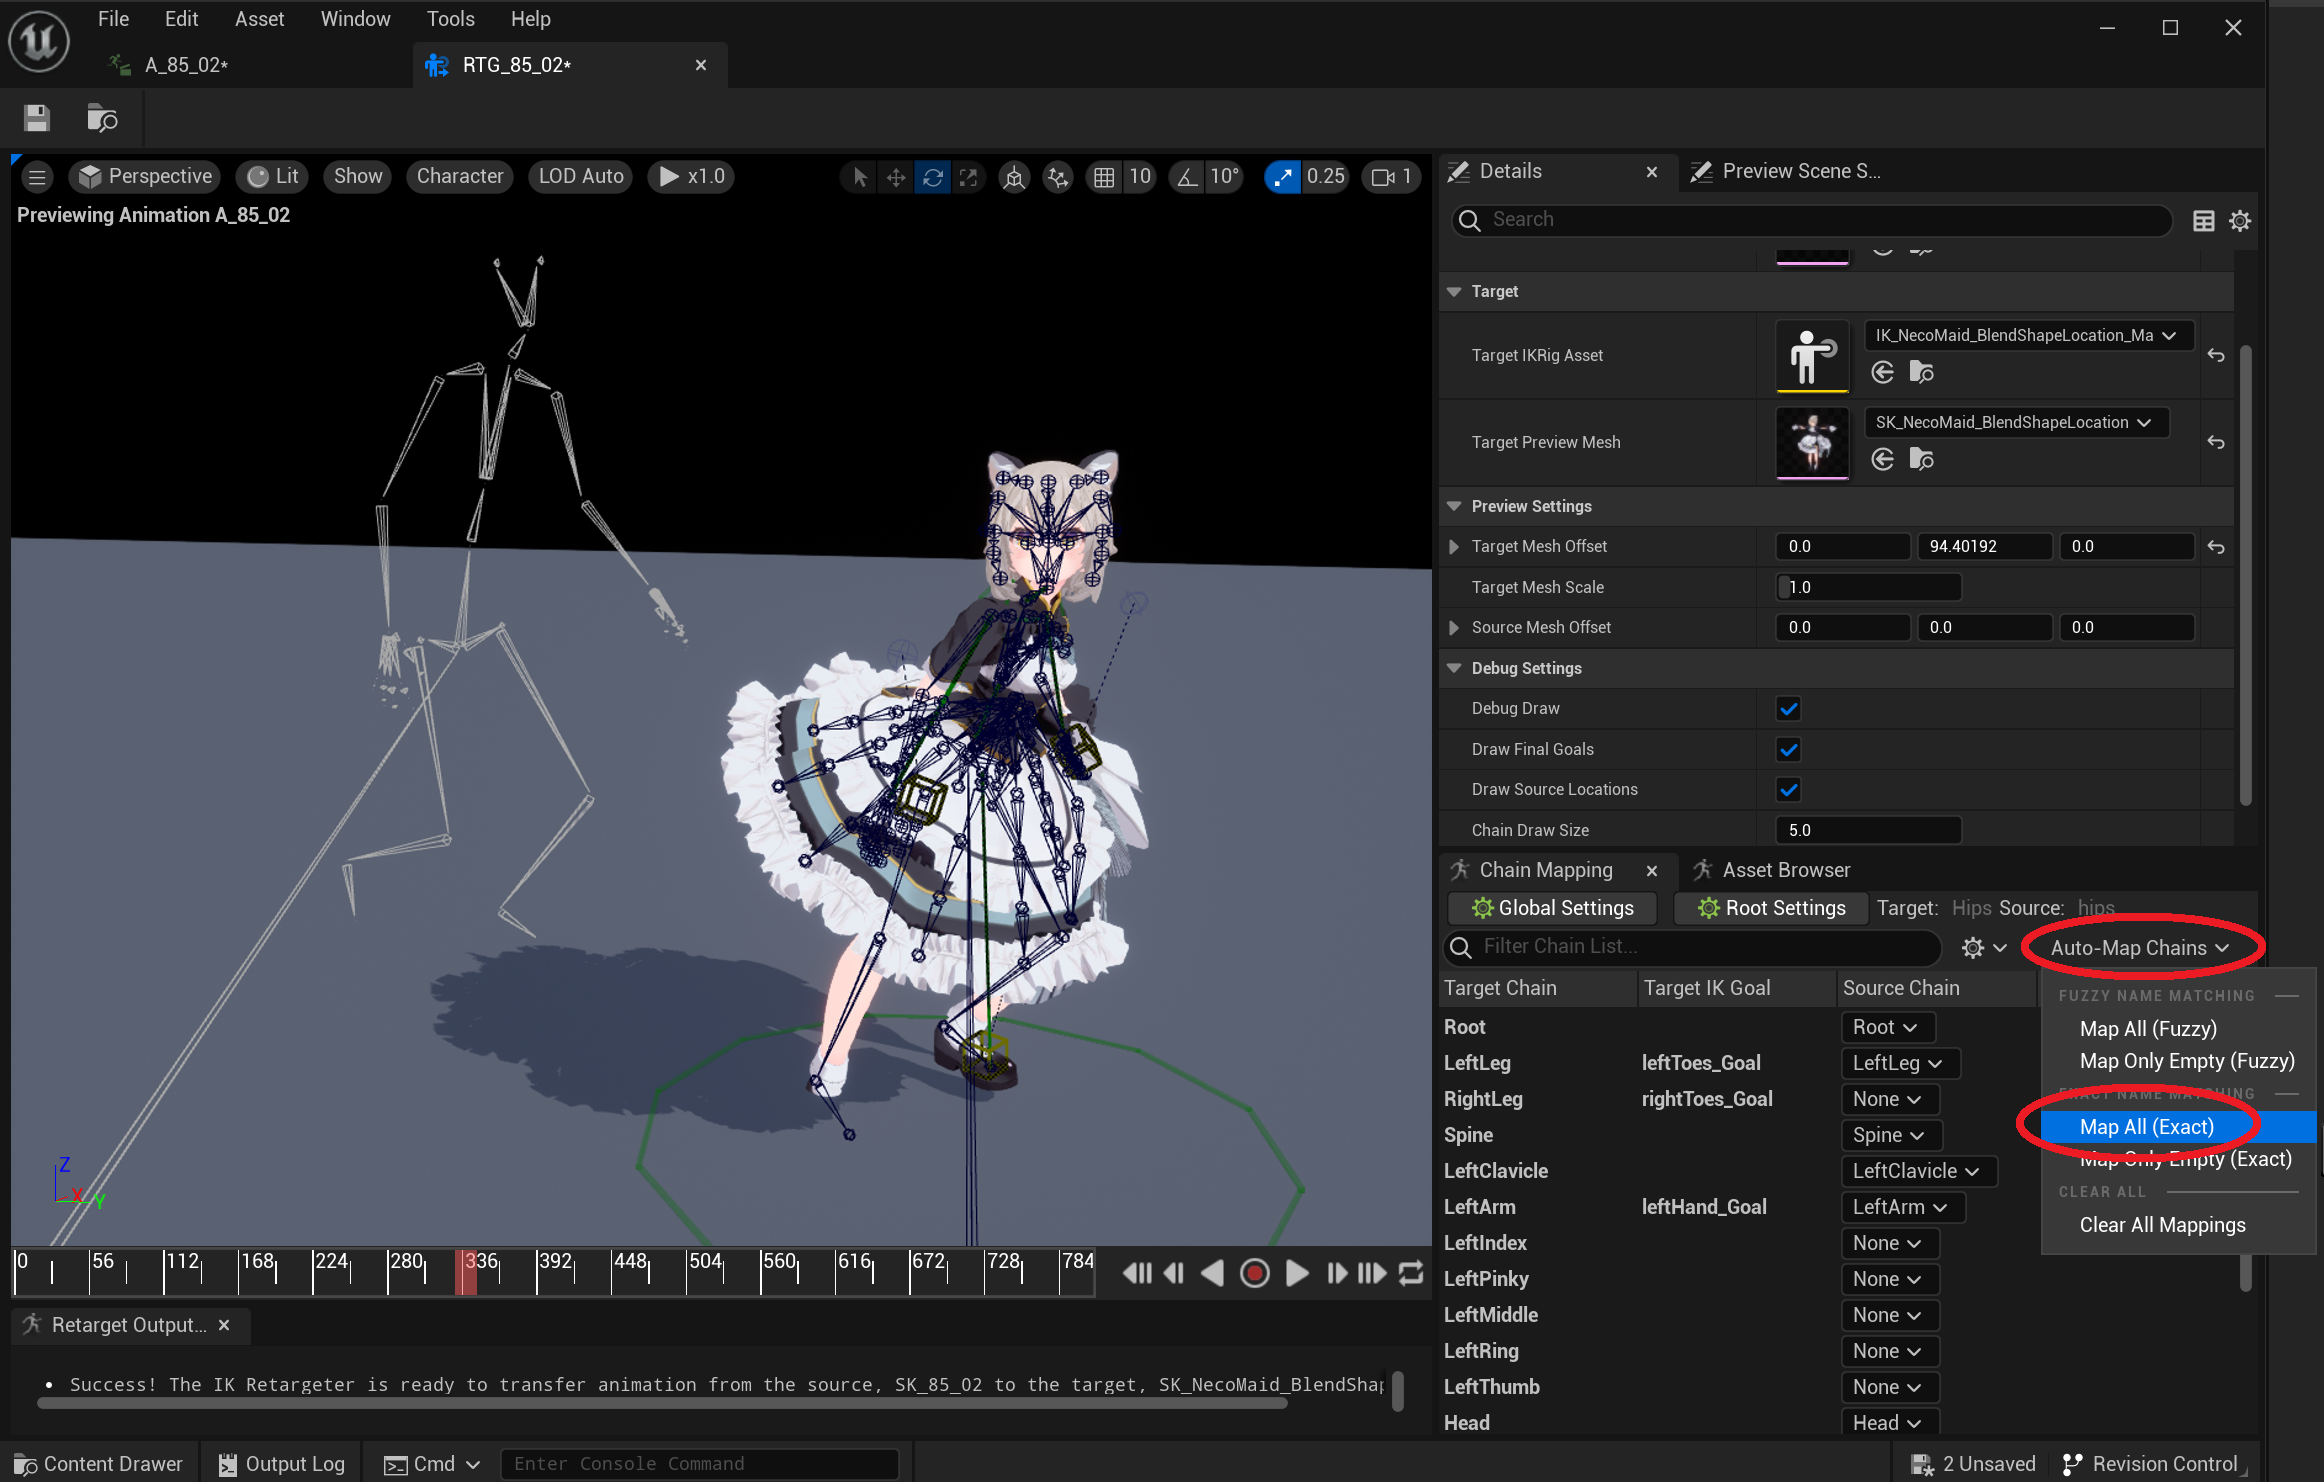 File Edit Asset Window Tools Help
A_85_02*
RTG_85_02*
Perspective Lit Show Character LOD Auto x1.0 10 10° 0.25 1
Previewing Animation A_85_02
Z
X
Y
0 56 112 168 224 280 336 392 448 504 560 616 672 728 784
Retarget Output...
• Success! The IK Retargeter is ready to transfer animation from the source, SK_85_02 to the target, SK_NecoMaid_BlendShap
Details
Preview Scene S...
Search
Target
Target IKRig Asset
IK_NecoMaid_BlendShapeLocation_Ma
Target Preview Mesh
SK_NecoMaid_BlendShapeLocation
Preview Settings
Target Mesh Offset 0.0 94.40192 0.0
Target Mesh Scale 1.0
Source Mesh Offset 0.0 0.0 0.0
Debug Settings
Debug Draw
Draw Final Goals
Draw Source Locations
Chain Draw Size 5.0
Chain Mapping
Asset Browser
Global Settings Root Settings Target: Hips Source: hips
Filter Chain List...
Auto-Map Chains
Target Chain Target IK Goal Source Chain
Root Root
LeftLeg leftToes_Goal LeftLeg
RightLeg rightToes_Goal None
Spine Spine
LeftClavicle LeftClavicle
LeftArm leftHand_Goal LeftArm
LeftIndex None
LeftPinky None
LeftMiddle None
LeftRing None
LeftThumb None
Head Head
FUZZY NAME MATCHING
Map All (Fuzzy)
Map Only Empty (Fuzzy)
EXACT NAME MATCHING
Map All (Exact)
Map Only Empty (Exact)
CLEAR ALL
Clear All Mappings
Content Drawer Output Log Cmd Enter Console Command
2 Unsaved Revision Control